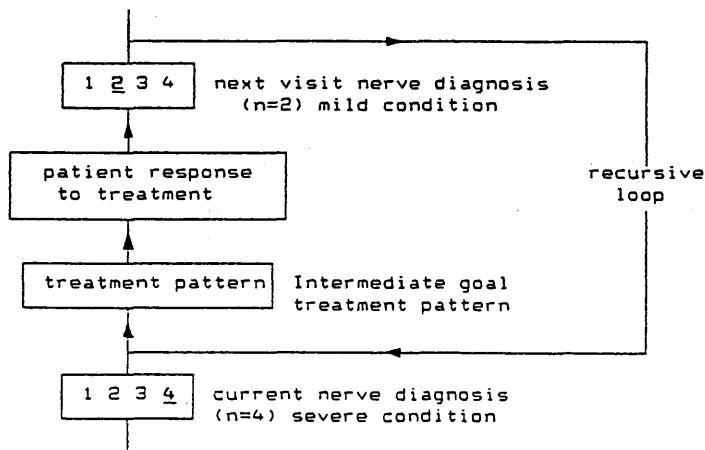 1 2 3 4
next visit nerve diagnosis
(n=2) mild condition
patient response
to treatment
recursive
loop
treatment pattern
Intermediate goal
treatment pattern
1 2 3 4
current nerve diagnosis
(n=4) severe condition